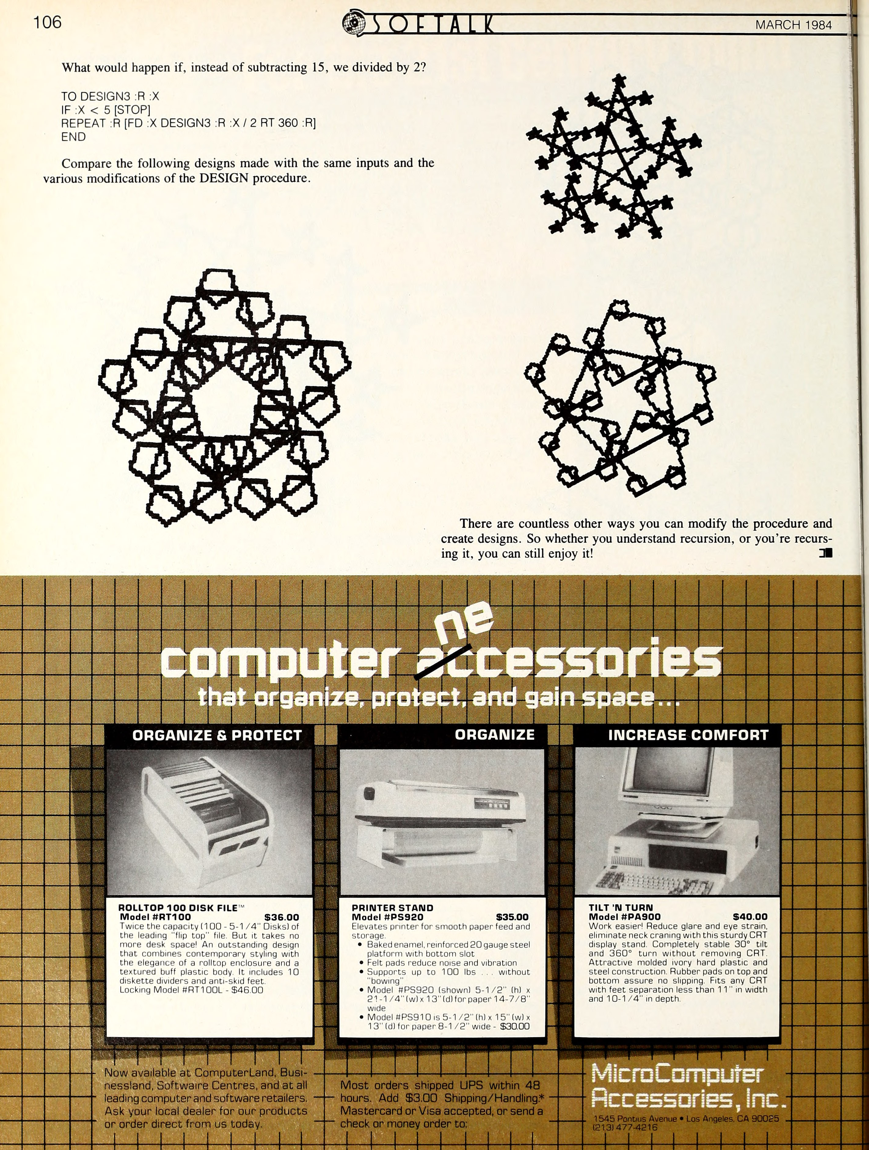 106
SOFTALK
MARCH 1984
What would happen if, instead of subtracting 15, we divided by 2?
TO DESIGN3 :R :X
IF :X < 5 [STOP]
REPEAT :R [FD :X DESIGN3 :R :X / 2 RT 360 :R]
END
Compare the following designs made with the same inputs and the
various modifications of the DESIGN procedure.
There are countless other ways you can modify the procedure and
create designs. So whether you understand recursion, or you're recurs-
ing it, you can still enjoy it!
ne
computer accessories
that organize, protect, and gain space...
ORGANIZE & PROTECT
ROLLTOP 100 DISK FILE™
Model #RT100 $36.00
Twice the capacity (100 - 5-1/4" Disks) of
the leading "flip top" file. But it takes no
more desk space! An outstanding design
that combines contemporary styling with
the elegance of a rolltop enclosure and a
textured buff plastic body. It includes 10
diskette dividers and anti-skid feet.
Locking Model #RT100L - $46.00
ORGANIZE
PRINTER STAND
Model #PS920 $35.00
Elevates printer for smooth paper feed and
storage.
• Baked enamel, reinforced 20 gauge steel
platform with bottom slot
• Felt pads reduce noise and vibration
• Supports up to 100 lbs ... without
"bowing"
• Model #PS920 (shown) 5-1/2" (h) x
21-1/4" (w) x 13" (d) for paper 14-7/8"
wide
• Model #PS910 is 5-1/2" (h) x 15" (w) x
13" (d) for paper 8-1/2" wide - $30.00
INCREASE COMFORT
TILT 'N TURN
Model #PA900 $40.00
Work easier! Reduce glare and eye strain,
eliminate neck craning with this sturdy CRT
display stand. Completely stable 30° tilt
and 360° turn without removing CRT.
Attractive molded ivory hard plastic and
steel construction. Rubber pads on top and
bottom assure no slipping. Fits any CRT
with feet separation less than 11" in width
and 10-1/4" in depth.
Now available at ComputerLand, Busi-
nessland, Software Centres, and at all
leading computer and software retailers.
Ask your local dealer for our products
or order direct from us today.
Most orders shipped UPS within 48
hours. Add $3.00 Shipping/Handling.*
Mastercard or Visa accepted, or send a
check or money order to:
MicroComputer
Accessories, Inc.
1545 Pontius Avenue • Los Angeles, CA 90025
(213) 477-4216